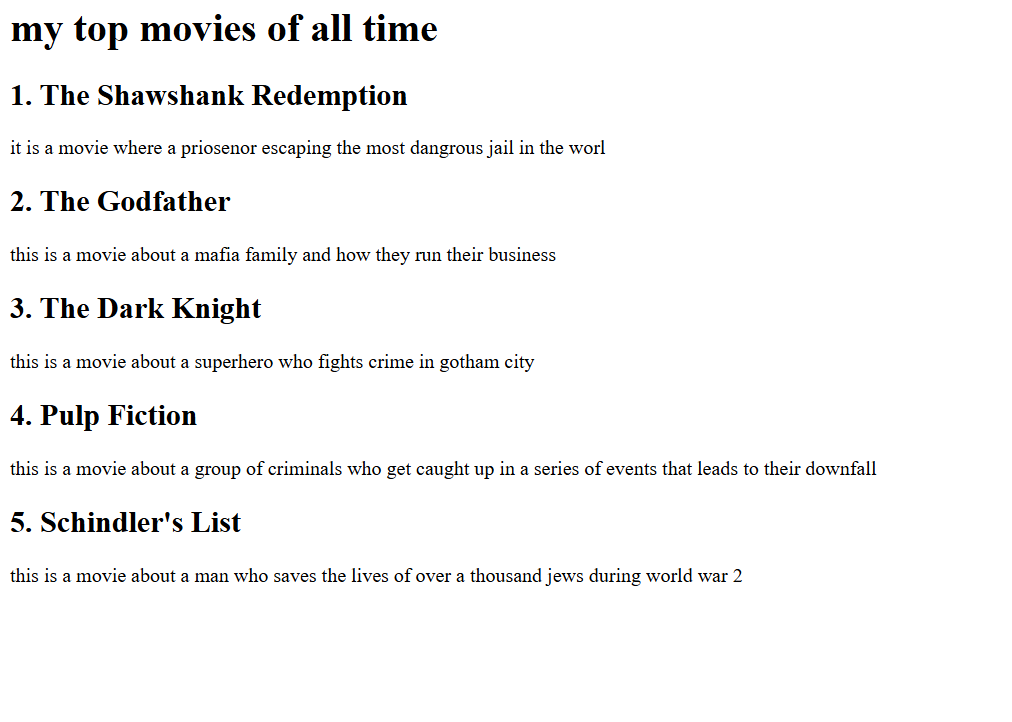 my top movies of all time
1. The Shawshank Redemption
it is a movie where a priosenor escaping the most dangrous jail in the worl
2. The Godfather
this is a movie about a mafia family and how they run their business
3. The Dark Knight
this is a movie about a superhero who fights crime in gotham city
4. Pulp Fiction
this is a movie about a group of criminals who get caught up in a series of events that leads to their downfall
5. Schindler's List
this is a movie about a man who saves the lives of over a thousand jews during world war 2